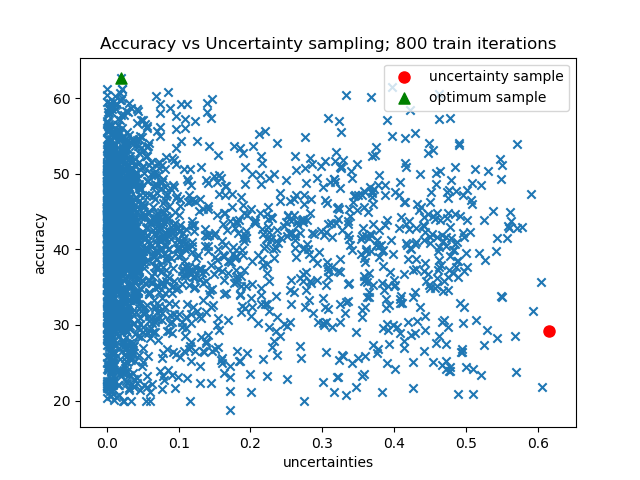 Accuracy vs Uncertainty sampling; 800 train iterations
uncertainty sample
optimum sample
60
50
40
30
20
accuracy
0.0 0.1 0.2 0.3 0.4 0.5 0.6
uncertainties